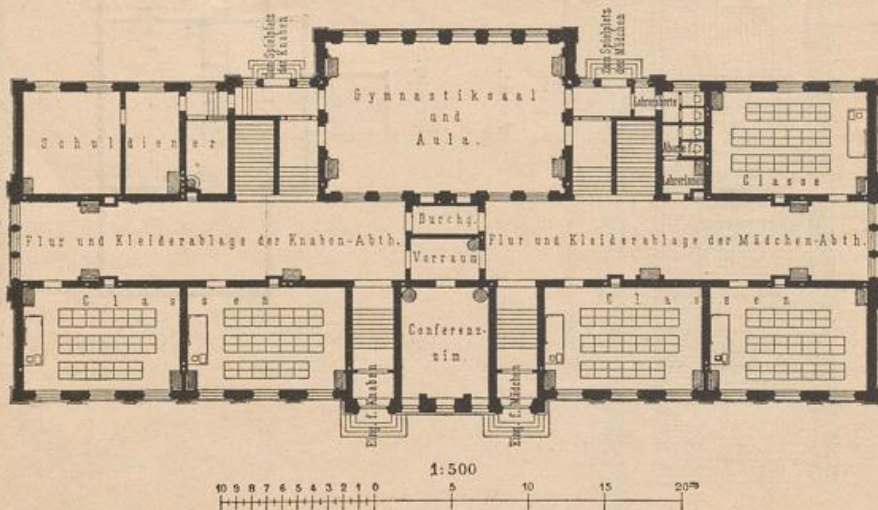 Zum Spielplatz
der Knaben
Zum Spielplatz
der Mädchen
Gymnastiksaal
und
Aula.
Schuldiener
Lehrer
Aborte f.
Lehrerinnen
Classe
Durchg.
Flur und Kleiderablage der Knaben-Abth.
Flur und Kleiderablage der Mädchen-Abth.
Vorraum
Classen
Classen
Conferenz-
zim.
Eing. f. Knaben
Eing. f. Mädchen
1:500
10 9 8 7 6 5 4 3 2 1 0 5 10 15 20 m